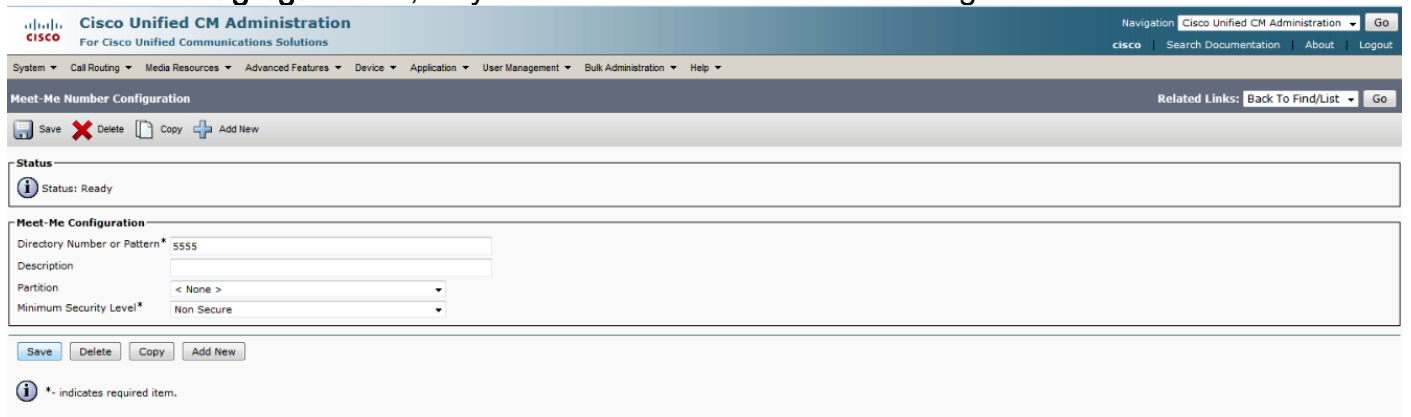 cisco Cisco Unified CM Administration
For Cisco Unified Communications Solutions
Navigation Cisco Unified CM Administration Go
cisco | Search Documentation | About | Logout
System Call Routing Media Resources Advanced Features Device Application User Management Bulk Administration Help
Meet-Me Number Configuration
Related Links: Back To Find/List Go
Save Delete Copy Add New
Status
Status: Ready
Meet-Me Configuration
Directory Number or Pattern* 5555
Description
Partition < None >
Minimum Security Level* Non Secure
Save Delete Copy Add New
*- indicates required item.